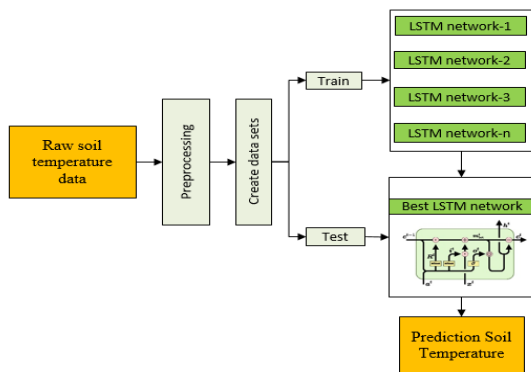 Raw soil
temperature
data
Preprocessing
Create data sets
Train
Test
LSTM network-1
LSTM network-2
LSTM network-3
LSTM network-n
Best LSTM network
Prediction Soil
Temperature